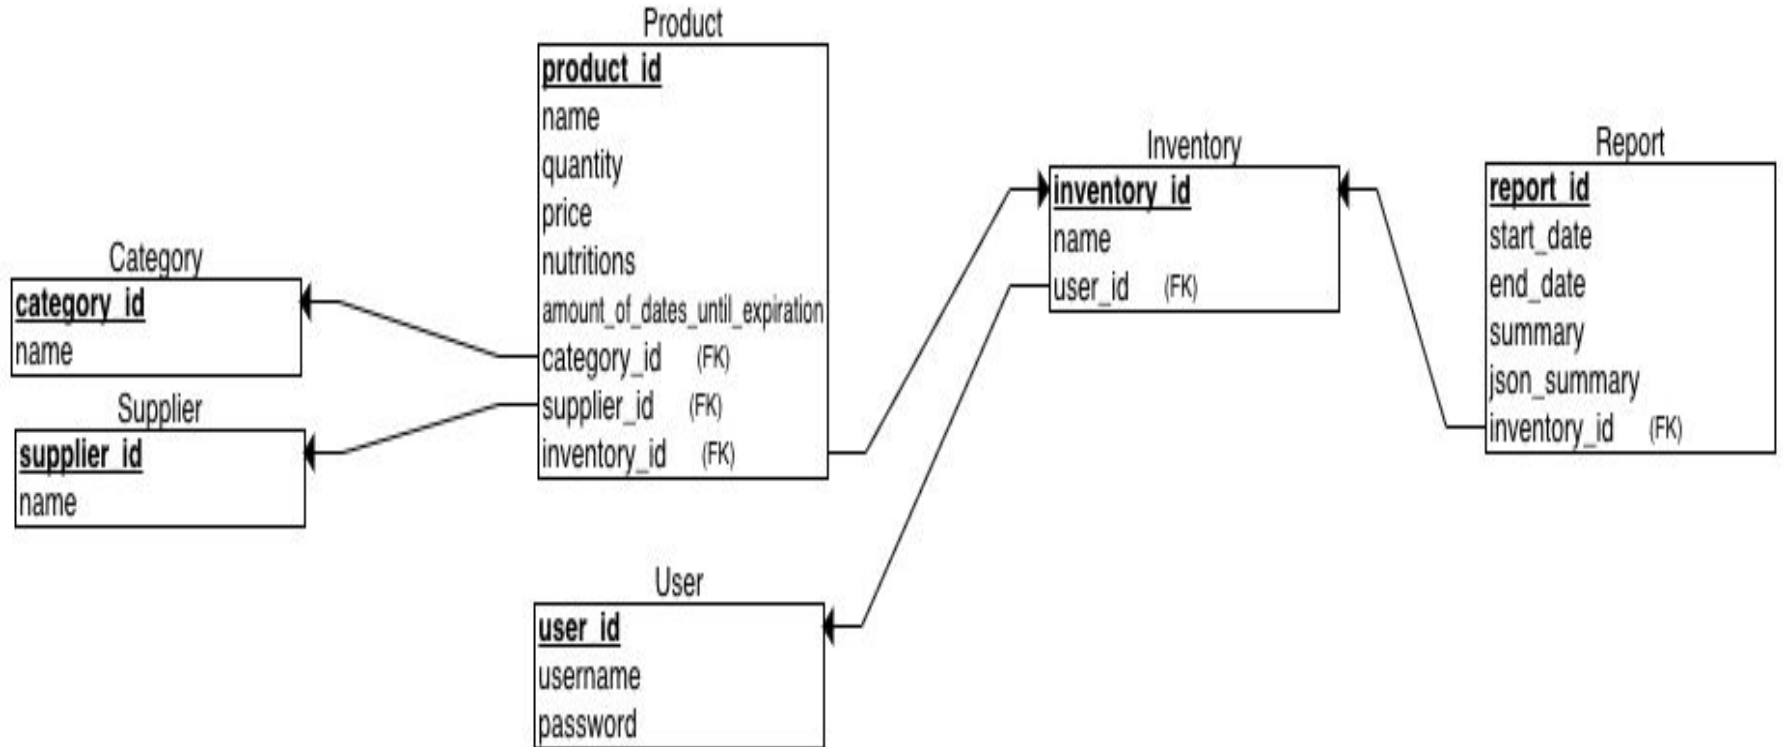 Product
product_id
name
quantity
price
nutritions
amount_of_dates_until_expiration
category_id (FK)
supplier_id (FK)
inventory_id (FK)
Category
category_id
name
Supplier
supplier_id
name
Inventory
inventory_id
name
user_id (FK)
Report
report_id
start_date
end_date
summary
json_summary
inventory_id (FK)
User
user_id
username
password